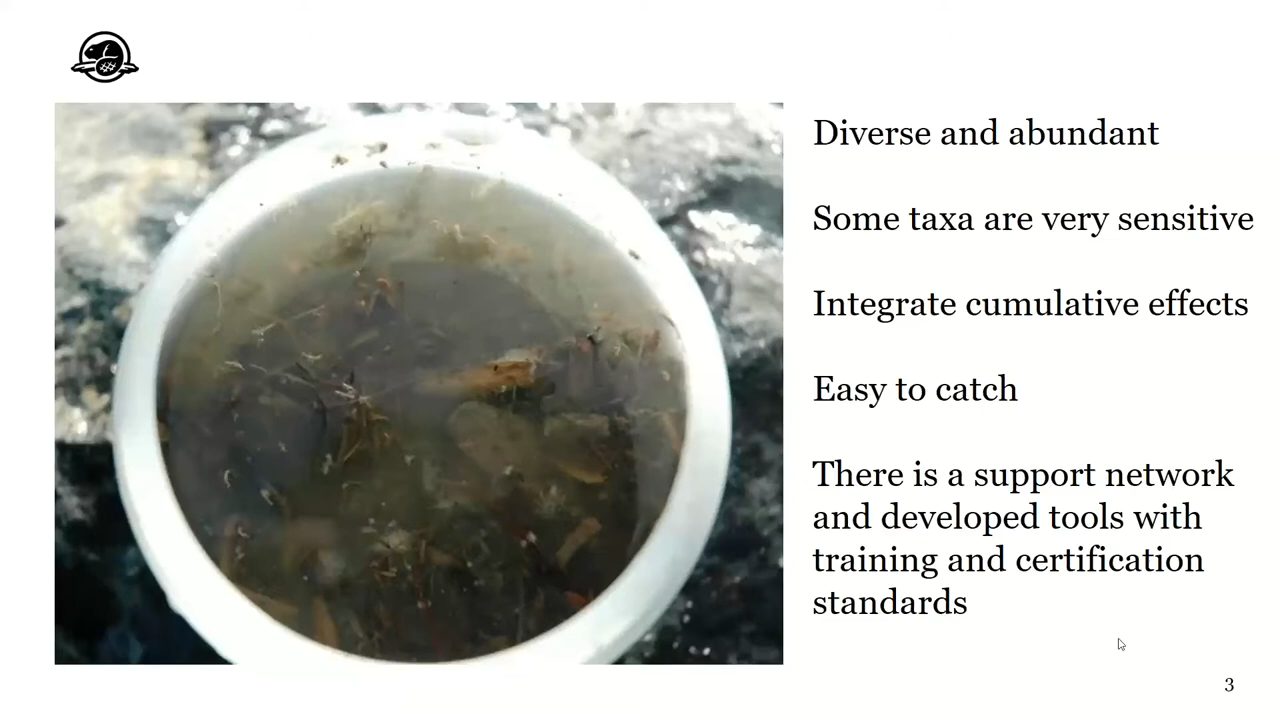 Diverse and abundant
Some taxa are very sensitive
Integrate cumulative effects
Easy to catch
There is a support network
and developed tools with
training and certification
standards
3